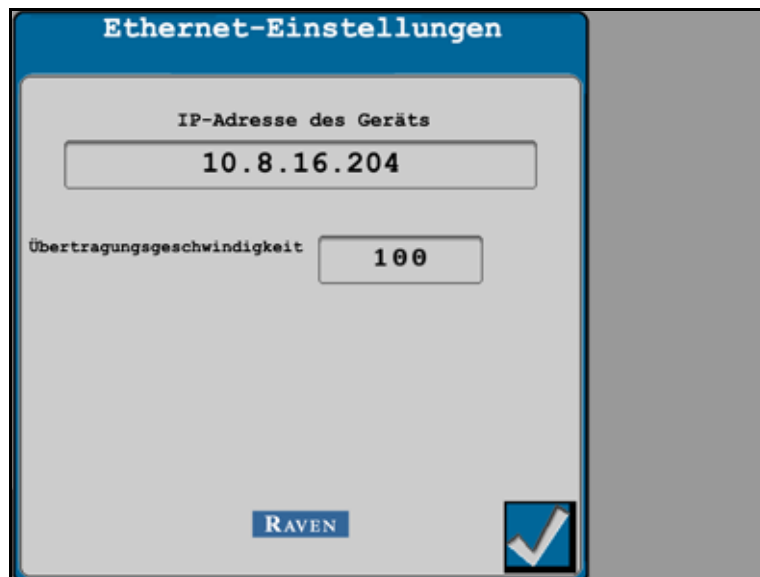 Ethernet-Einstellungen
IP-Adresse des Geräts
10.8.16.204
Übertragungsgeschwindigkeit 100
RAVEN